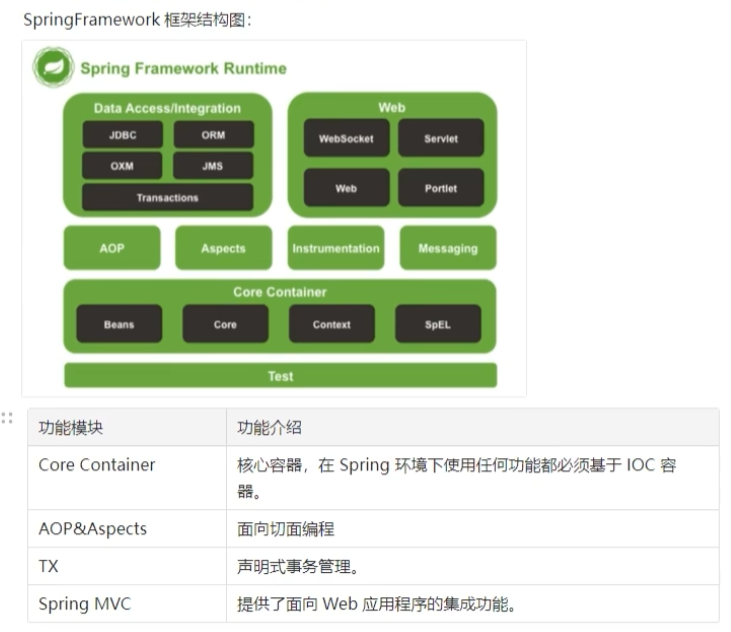 SpringFramework 框架结构图：
Spring Framework Runtime
Data Access/Integration
JDBC
ORM
OXM
JMS
Transactions
Web
WebSocket
Servlet
Web
Portlet
AOP
Aspects
Instrumentation
Messaging
Core Container
Beans
Core
Context
SpEL
Test
功能模块
功能介绍
Core Container
核心容器，在 Spring 环境下使用任何功能都必须基于 IOC 容
器。
AOP&Aspects
面向切面编程
TX
声明式事务管理。
Spring MVC
提供了面向 Web 应用程序的集成功能。